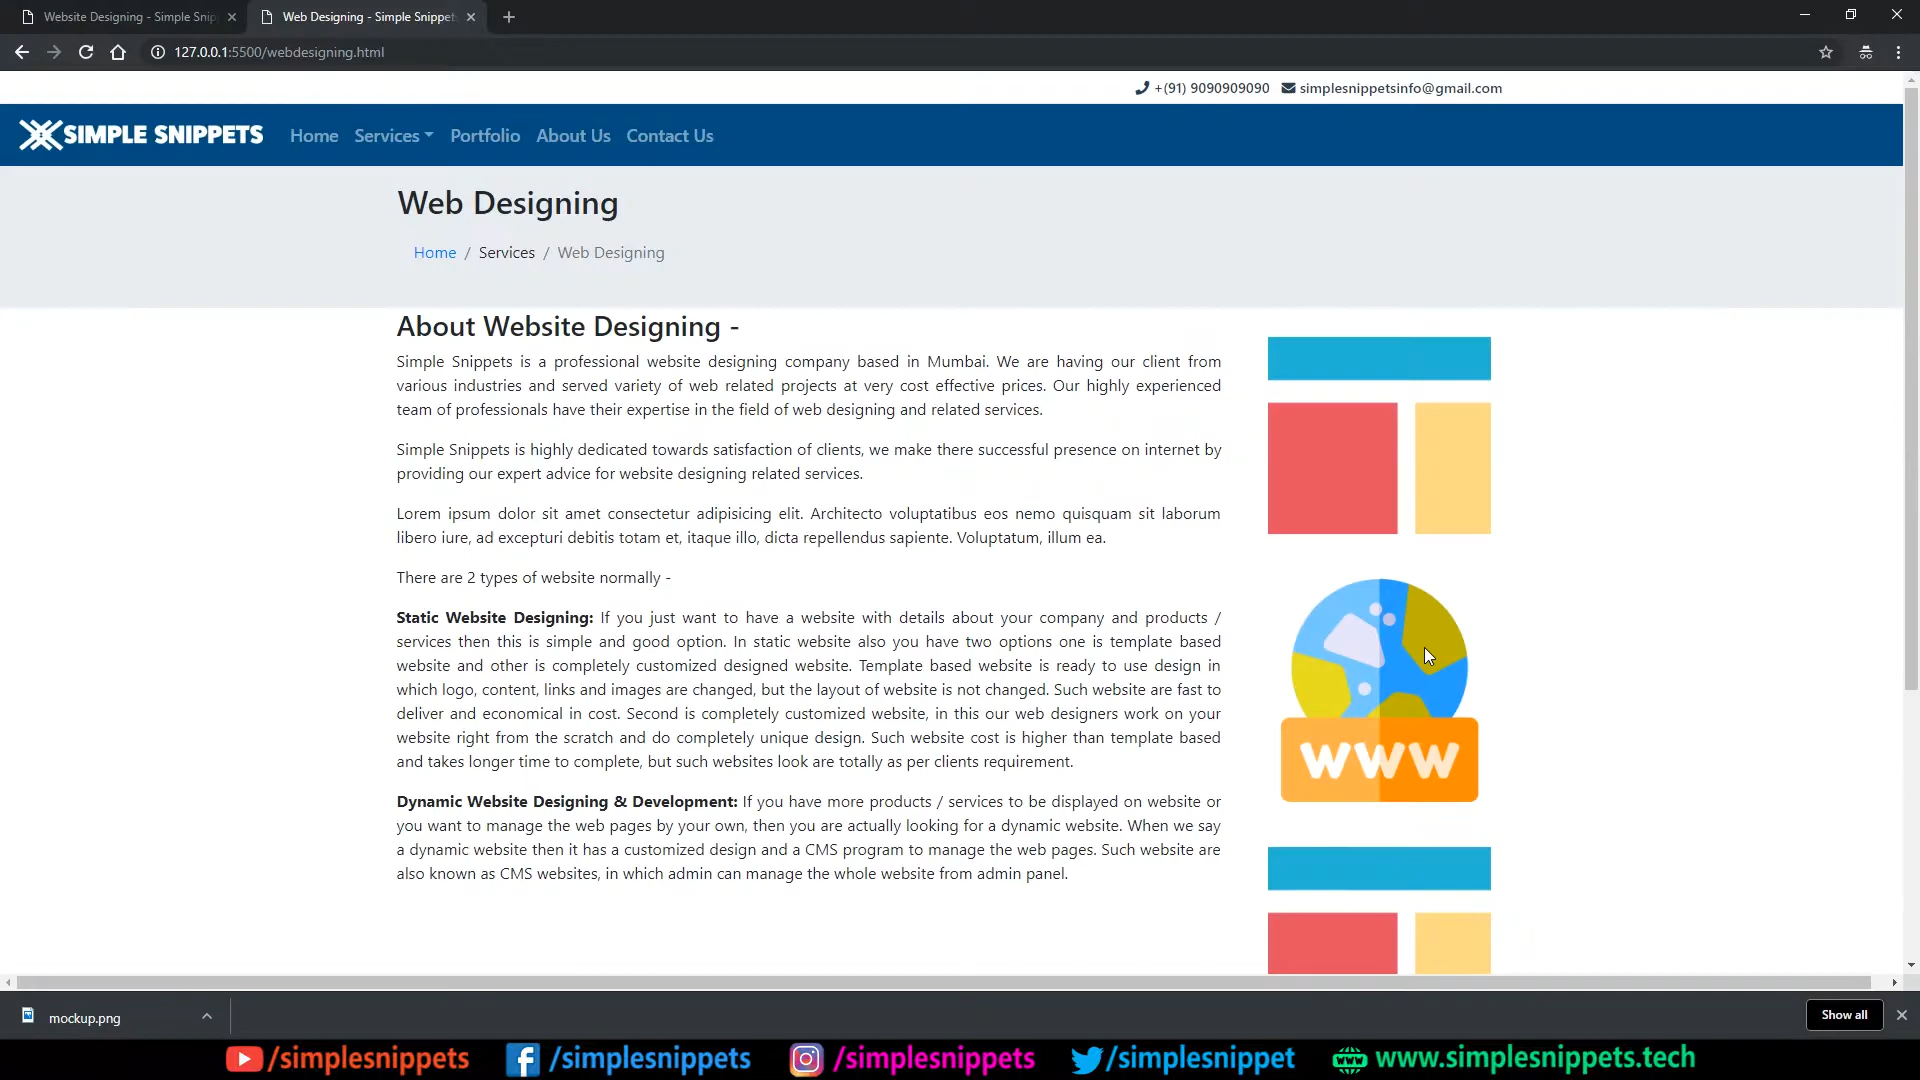 Website Designing - Simple Snip
Web Designing - Simple Snippets
127.0.0.1:5500/webdesigning.html
+(91) 9090909090 simplesnippetsinfo@gmail.com
SIMPLE SNIPPETS Home Services Portfolio About Us Contact Us
Web Designing
Home / Services / Web Designing
About Website Designing -
Simple Snippets is a professional website designing company based in Mumbai. We are having our client from
various industries and served variety of web related projects at very cost effective prices. Our highly experienced
team of professionals have their expertise in the field of web designing and related services.
Simple Snippets is highly dedicated towards satisfaction of clients, we make there successful presence on internet by
providing our expert advice for website designing related services.
Lorem ipsum dolor sit amet consectetur adipisicing elit. Architecto voluptatibus eos nemo quisquam sit laborum
libero iure, ad excepturi debitis totam et, itaque illo, dicta repellendus sapiente. Voluptatum, illum ea.
There are 2 types of website normally -
Static Website Designing: If you just want to have a website with details about your company and products /
services then this is simple and good option. In static website also you have two options one is template based
website and other is completely customized designed website. Template based website is ready to use design in
which logo, content, links and images are changed, but the layout of website is not changed. Such website are fast to
deliver and economical in cost. Second is completely customized website, in this our web designers work on your
website right from the scratch and do completely unique design. Such website cost is higher than template based
and takes longer time to complete, but such websites look are totally as per clients requirement.
Dynamic Website Designing & Development: If you have more products / services to be displayed on website or
you want to manage the web pages by your own, then you are actually looking for a dynamic website. When we say
a dynamic website then it has a customized design and a CMS program to manage the web pages. Such website are
also known as CMS websites, in which admin can manage the whole website from admin panel.
WWW
mockup.png
Show all
/simplesnippets /simplesnippets /simplesnippets /simplesnippet www.simplesnippets.tech